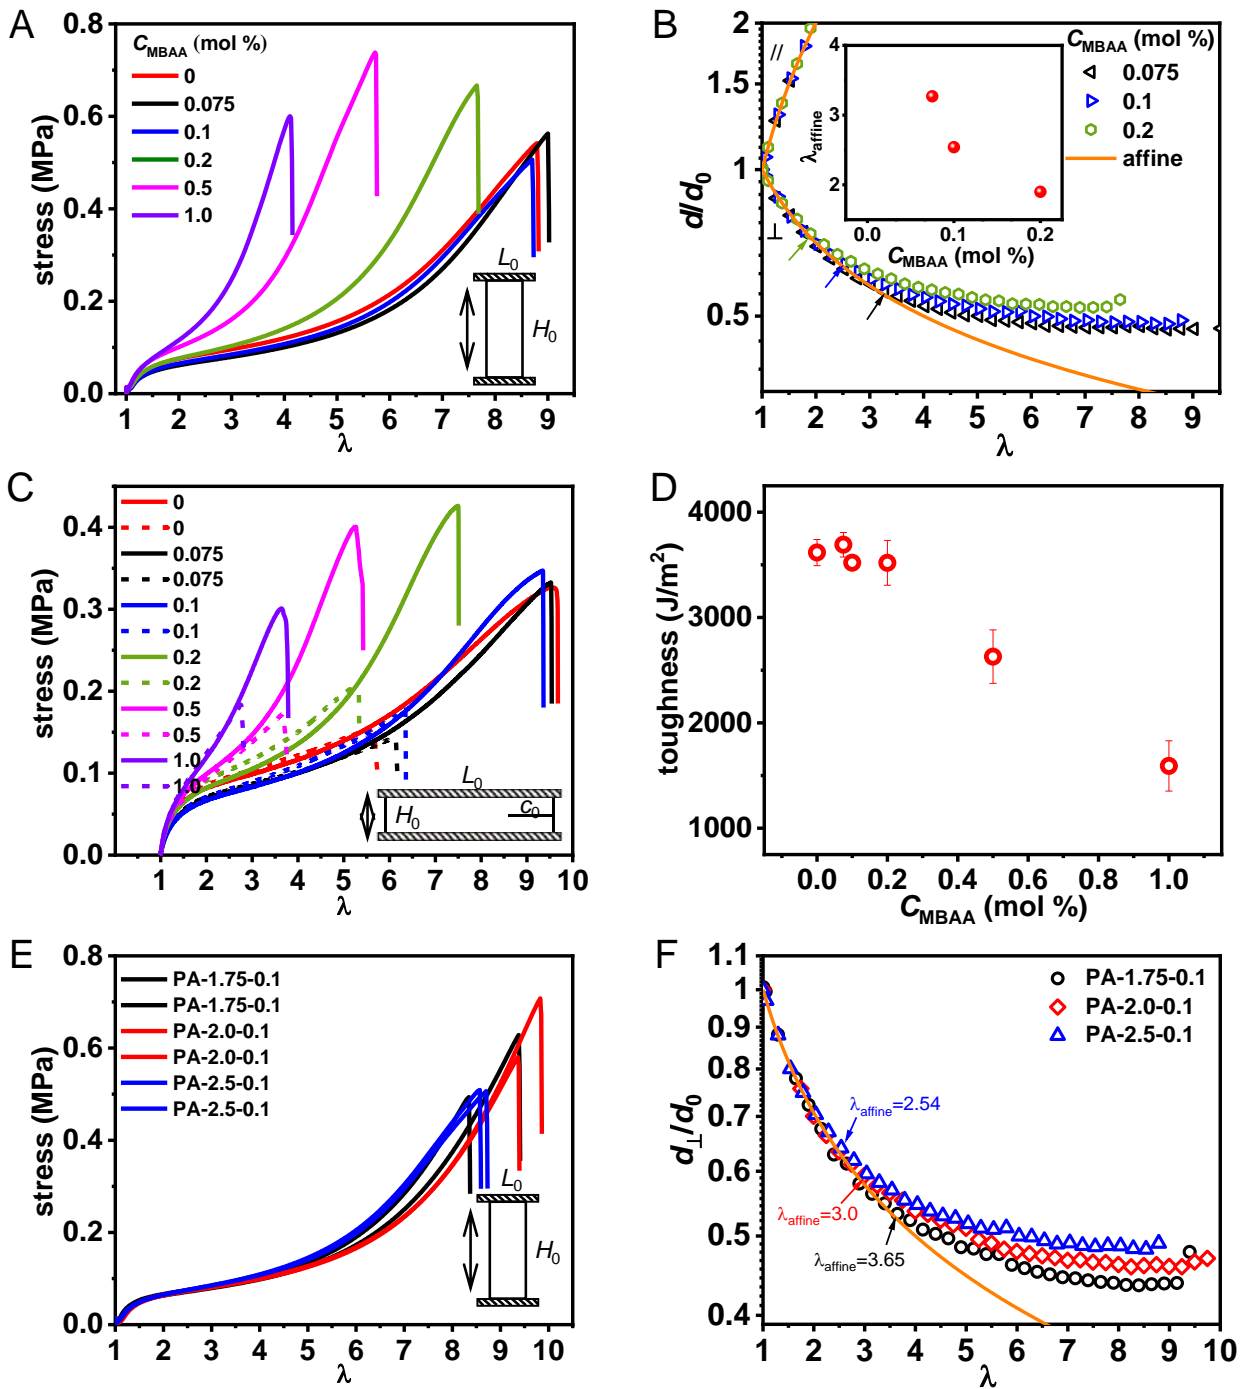 A
0.8
0.6
0.4
0.2
0.0
stress (MPa)
C_MBAA (mol %)
0
0.075
0.1
0.2
0.5
1.0
L_0
H_0
1 2 3 4 5 6 7 8 9
λ
B
2
1.5
1
0.5
d/d_0
//
⊥
C_MBAA (mol %)
0.075
0.1
0.2
affine
4
3
2
λ_affine
0.0 0.1 0.2
C_MBAA (mol %)
1 2 3 4 5 6 7 8 9
λ
C
0.4
0.3
0.2
0.1
0.0
stress (MPa)
0
0
0.075
0.075
0.1
0.1
0.2
0.2
0.5
0.5
1.0
1.0
L_0
H_0
c_0
1 2 3 4 5 6 7 8 9 10
λ
D
4000
3000
2000
1000
toughness (J/m²)
0.0 0.2 0.4 0.6 0.8 1.0
C_MBAA (mol %)
E
0.8
0.6
0.4
0.2
0.0
stress (MPa)
PA-1.75-0.1
PA-1.75-0.1
PA-2.0-0.1
PA-2.0-0.1
PA-2.5-0.1
PA-2.5-0.1
L_0
H_0
1 2 3 4 5 6 7 8 9 10
λ
F
1.1
1
0.9
0.8
0.7
0.6
0.5
0.4
d_⊥/d_0
PA-1.75-0.1
PA-2.0-0.1
PA-2.5-0.1
λ_affine=2.54
λ_affine=3.0
λ_affine=3.65
1 2 3 4 5 6 7 8 9 10
λ